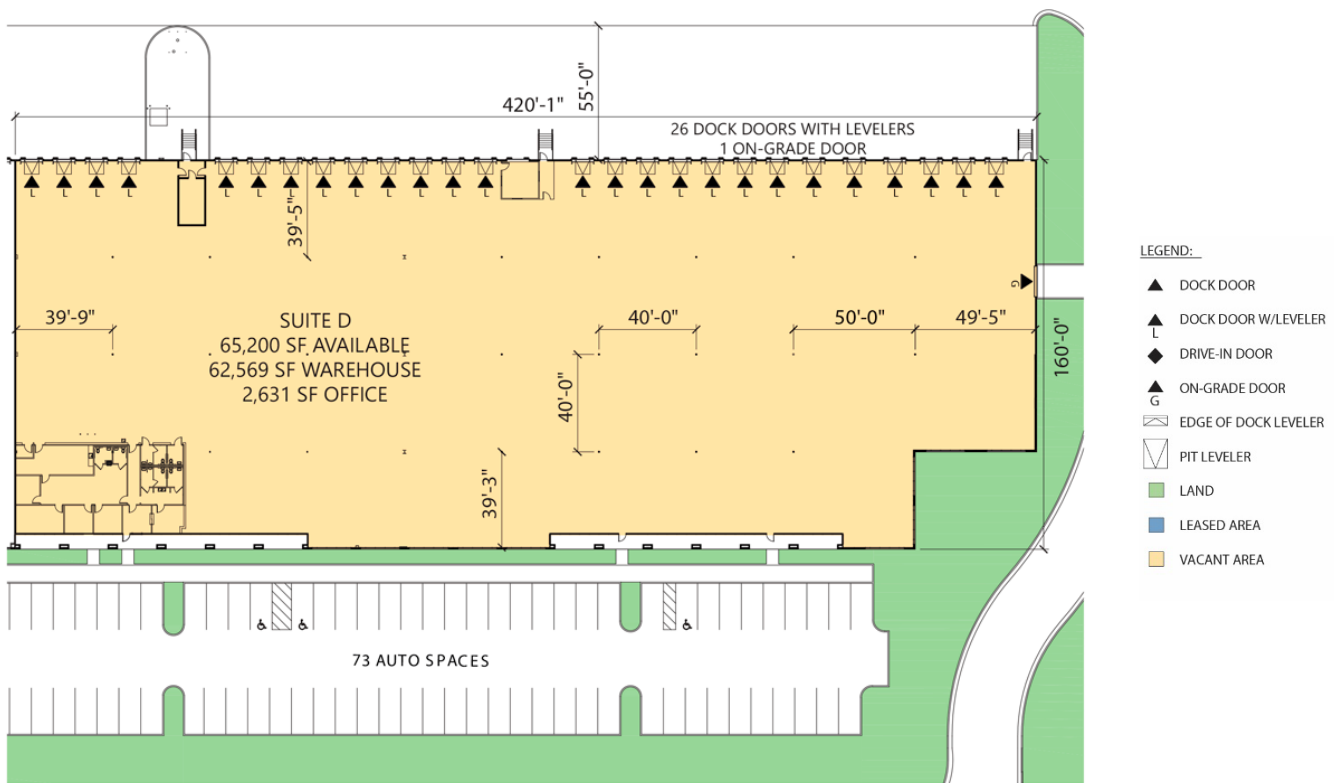 55'-0"
420'-1"
26 DOCK DOORS WITH LEVELERS
1 ON-GRADE DOOR
L L L L L L L L L L L L L L L L L L L L L L L L L L
39'-5"
G
39'-9"
40'-0"
50'-0"
49'-5"
160'-0"
SUITE D
65,200 SF AVAILABLE
62,569 SF WAREHOUSE
2,631 SF OFFICE
40'-0"
39'-3"
73 AUTO SPACES
LEGEND:
DOCK DOOR
DOCK DOOR W/LEVELER
L
DRIVE-IN DOOR
ON-GRADE DOOR
G
EDGE OF DOCK LEVELER
PIT LEVELER
LAND
LEASED AREA
VACANT AREA